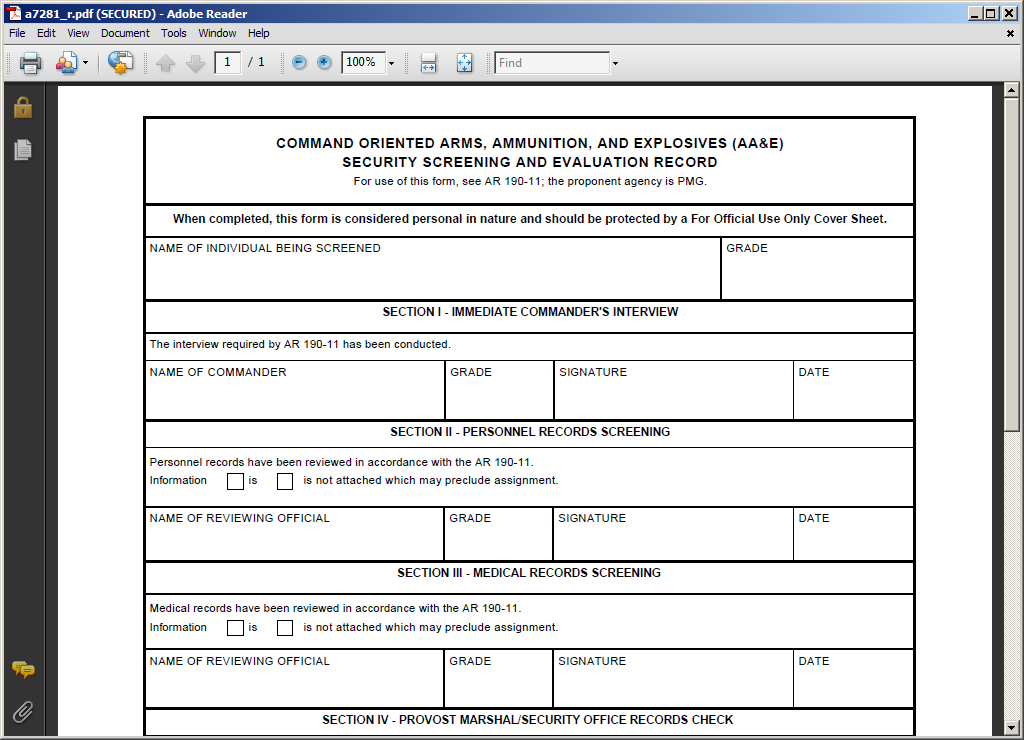 a7281_r.pdf (SECURED) - Adobe Reader
File Edit View Document Tools Window Help
1 / 1 100% Find
COMMAND ORIENTED ARMS, AMMUNITION, AND EXPLOSIVES (AA&E)
SECURITY SCREENING AND EVALUATION RECORD
For use of this form, see AR 190-11; the proponent agency is PMG.
When completed, this form is considered personal in nature and should be protected by a For Official Use Only Cover Sheet.
NAME OF INDIVIDUAL BEING SCREENED GRADE
SECTION I - IMMEDIATE COMMANDER'S INTERVIEW
The interview required by AR 190-11 has been conducted.
NAME OF COMMANDER GRADE SIGNATURE DATE
SECTION II - PERSONNEL RECORDS SCREENING
Personnel records have been reviewed in accordance with the AR 190-11.
Information is is not attached which may preclude assignment.
NAME OF REVIEWING OFFICIAL GRADE SIGNATURE DATE
SECTION III - MEDICAL RECORDS SCREENING
Medical records have been reviewed in accordance with the AR 190-11.
Information is is not attached which may preclude assignment.
NAME OF REVIEWING OFFICIAL GRADE SIGNATURE DATE
SECTION IV - PROVOST MARSHAL/SECURITY OFFICE RECORDS CHECK